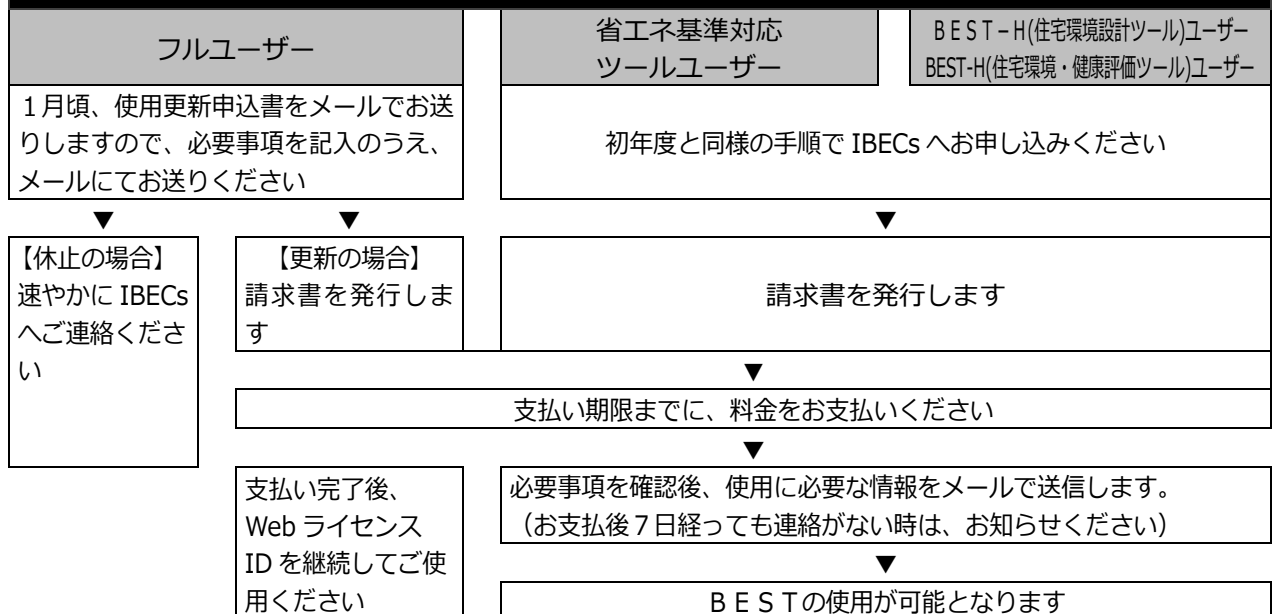 フルユーザー
省エネ基準対応
ツールユーザー
ＢＥＳＴ－Ｈ(住宅環境設計ツール)ユーザー
BEST-H(住宅環境・健康評価ツール)ユーザー
１月頃、使用更新申込書をメールでお送
りしますので、必要事項を記入のうえ、
メールにてお送りください
初年度と同様の手順で IBECs へお申し込みください
▼
▼
▼
【休止の場合】
速やかに IBECs
へご連絡くださ
い
【更新の場合】
請求書を発行しま
す
請求書を発行します
▼
支払い期限までに、料金をお支払いください
▼
支払い完了後、
Web ライセンス
ID を継続してご使
用ください
必要事項を確認後、使用に必要な情報をメールで送信します。
（お支払後７日経っても連絡がない時は、お知らせください）
▼
ＢＥＳＴの使用が可能となります